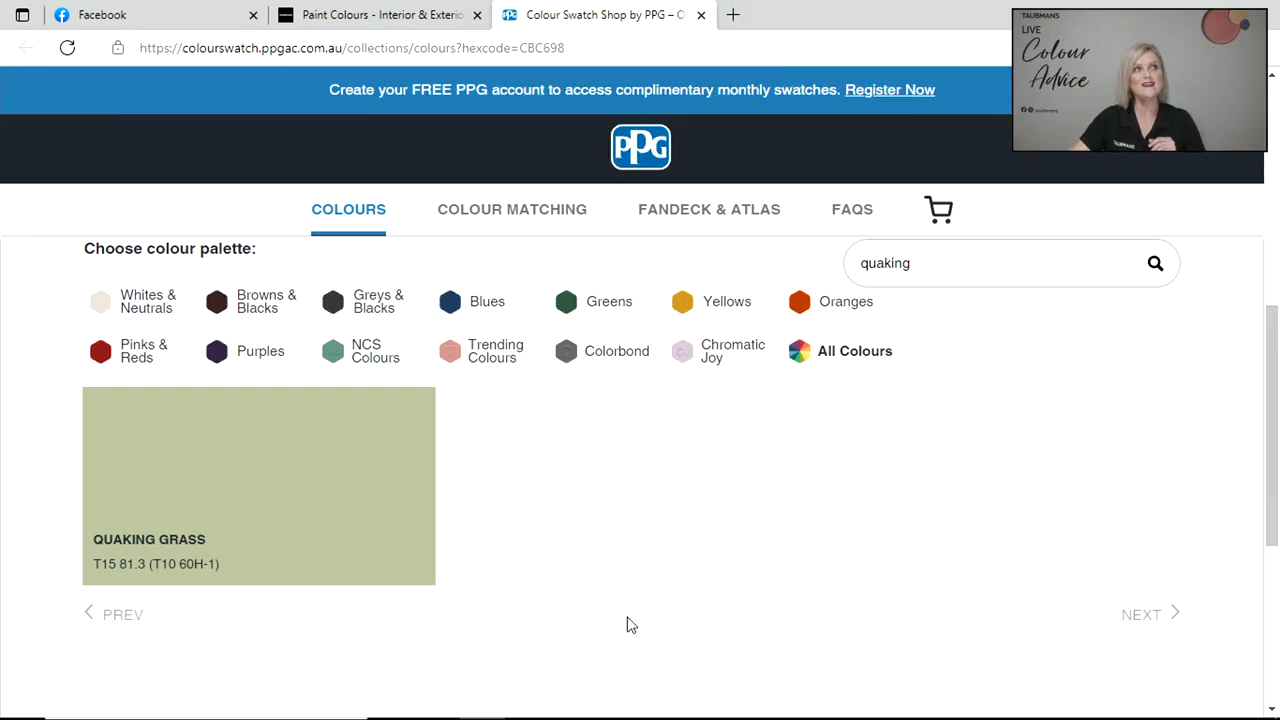 Facebook
Paint Colours - Interior & Exterio
Colour Swatch Shop by PPG – O
https://colourswatch.ppgac.com.au/collections/colours?hexcode=CBC698
TAUBMANS
LIVE
Colour
Advice
TAUBMANS
Create your FREE PPG account to access complimentary monthly swatches. Register Now
PPG
COLOURS
COLOUR MATCHING
FANDECK & ATLAS
FAQS
Choose colour palette:
quaking
Whites &
Neutrals
Browns &
Blacks
Greys &
Blacks
Blues
Greens
Yellows
Oranges
Pinks &
Reds
Purples
NCS
Colours
Trending
Colours
Colorbond
Chromatic
Joy
All Colours
QUAKING GRASS
T15 81.3 (T10 60H-1)
PREV
NEXT